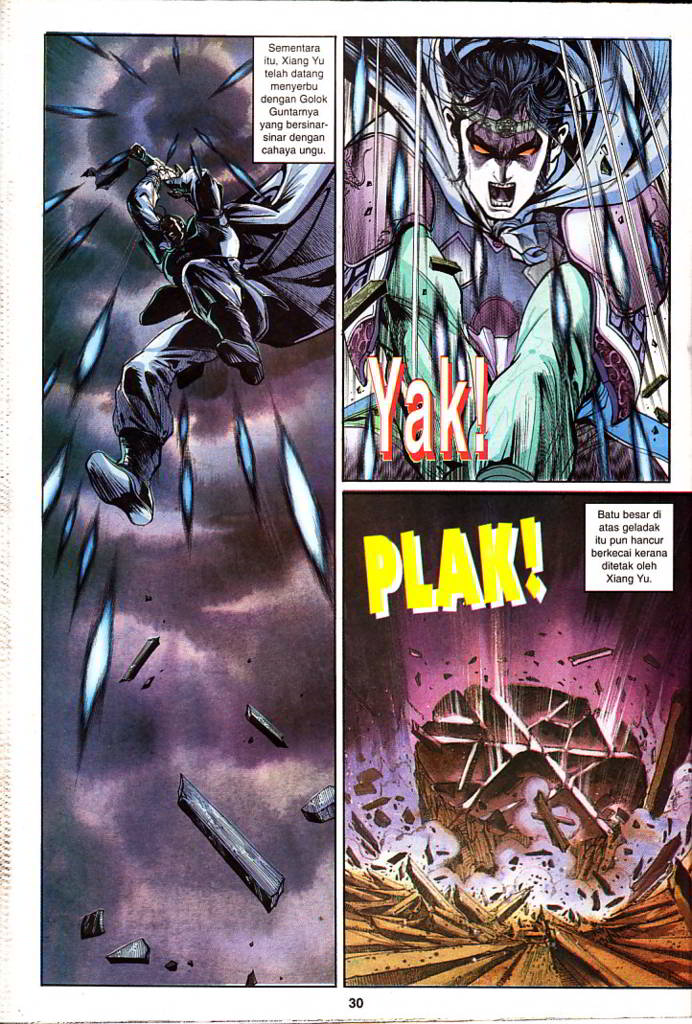 Sementara
itu, Xiang Yu
telah datang
menyerbu
dengan Golok
Gunturnya
yang bersinar-
sinar dengan
cahaya ungu.
Yak!
Batu besar di
atas geladak
itu pun hancur
berkecai kerana
ditetak oleh
Xiang Yu.
PLAK!
30